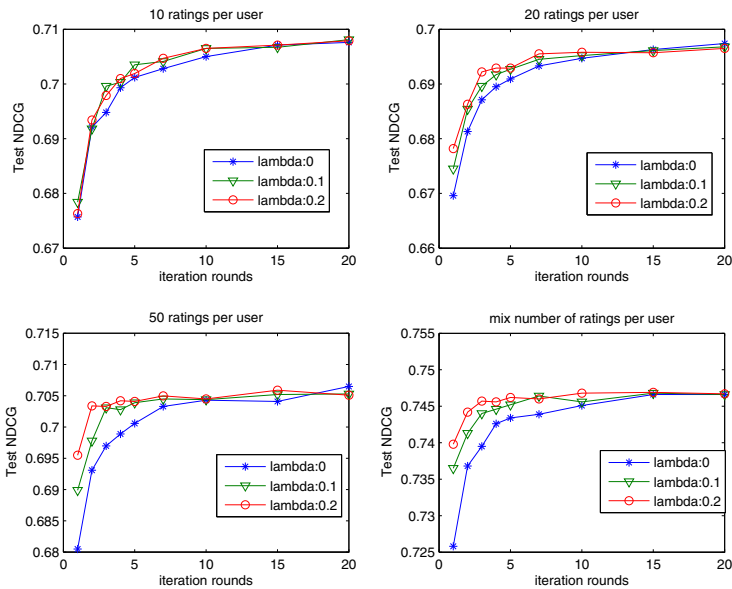 10 ratings per user
0.71
0.7
0.69
0.68
0.67
Test NDCG
0
5
10
15
20
iteration rounds
lambda:0
lambda:0.1
lambda:0.2
20 ratings per user
0.7
0.69
0.68
0.67
0.66
Test NDCG
0
5
10
15
20
iteration rounds
lambda:0
lambda:0.1
lambda:0.2
50 ratings per user
0.715
0.71
0.705
0.7
0.695
0.69
0.685
0.68
Test NDCG
0
5
10
15
20
iteration rounds
lambda:0
lambda:0.1
lambda:0.2
mix number of ratings per user
0.755
0.75
0.745
0.74
0.735
0.73
0.725
Test NDCG
0
5
10
15
20
iteration rounds
lambda:0
lambda:0.1
lambda:0.2